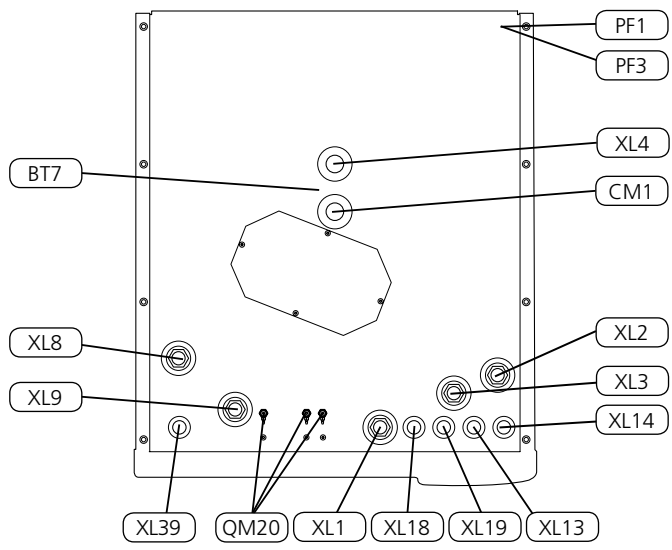 PF1
PF3
XL4
BT7
CM1
XL8
XL2
XL3
XL9
XL14
XL39
QM20
XL1
XL18
XL19
XL13